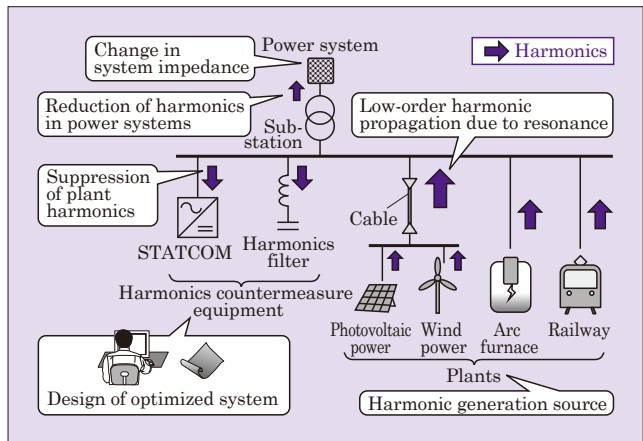 Change in
system impedance
Power system
Harmonics
Reduction of harmonics
in power systems
Sub-
station
Low-order harmonic
propagation due to resonance
Suppression
of plant
harmonics
STATCOM
Harmonics
filter
Cable
Harmonics countermeasure
equipment
Photovoltaic
power
Wind
power
Arc
furnace
Railway
Plants
Design of optimized system
Harmonic generation source